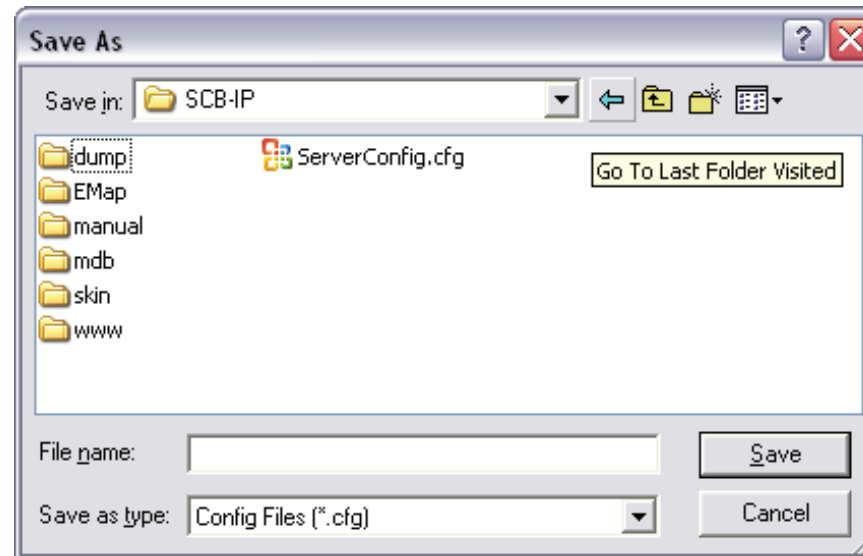 Save As
Save in: SCB-IP
dump ServerConfig.cfg
Go To Last Folder Visited
EMap
manual
mdb
skin
www
File name: Save
Save as type: Config Files (*.cfg) Cancel